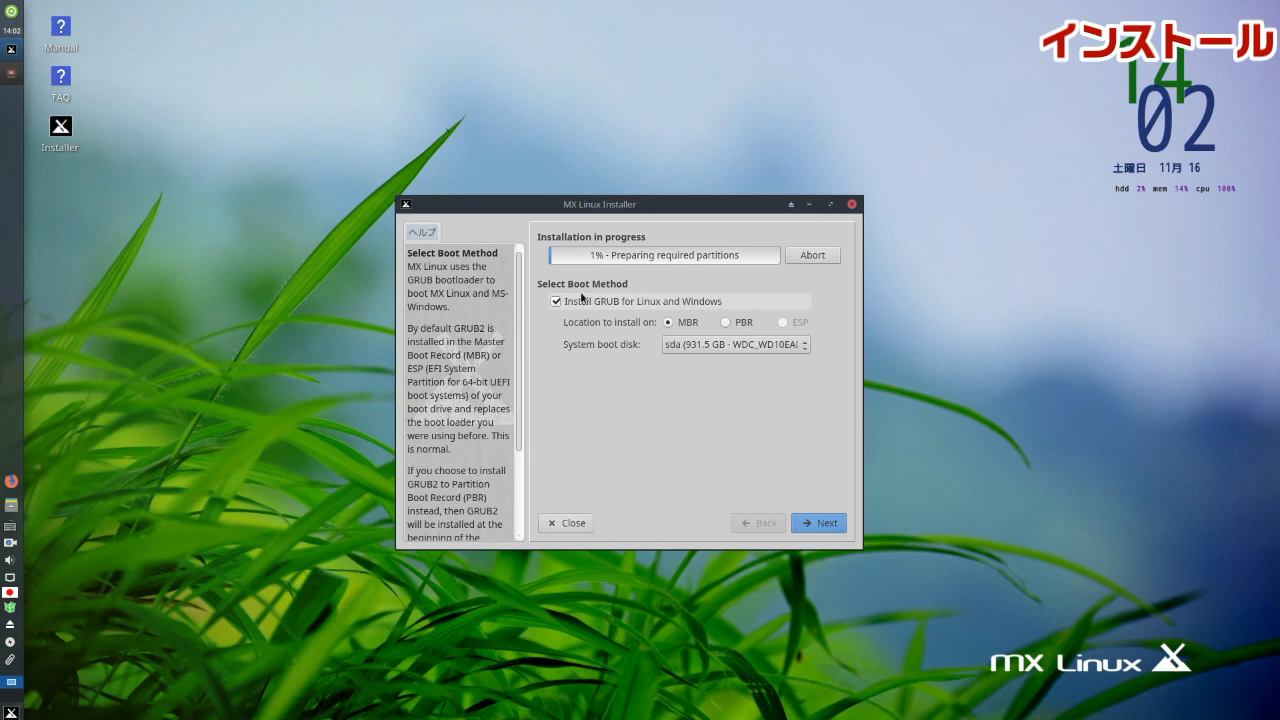 14:02
Manual
FAQ
Installer
インストール
14
02
土曜日 11月 16
hdd 2% mem 14% cpu 100%
MX Linux Installer
ヘルプ
Select Boot Method
MX Linux uses the
GRUB bootloader to
boot MX Linux and MS-
Windows.
By default GRUB2 is
installed in the Master
Boot Record (MBR) or
ESP (EFI System
Partition for 64-bit UEFI
boot systems) of your
boot drive and replaces
the boot loader you
were using before. This
is normal.
If you choose to install
GRUB2 to Partition
Boot Record (PBR)
instead, then GRUB2
will be installed at the
beginning of the
Installation in progress
1% - Preparing required partitions
Abort
Select Boot Method
Install GRUB for Linux and Windows
Location to install on: MBR PBR ESP
System boot disk: sda (931.5 GB - WDC_WD10EAI
Close
Back
Next
MX Linux